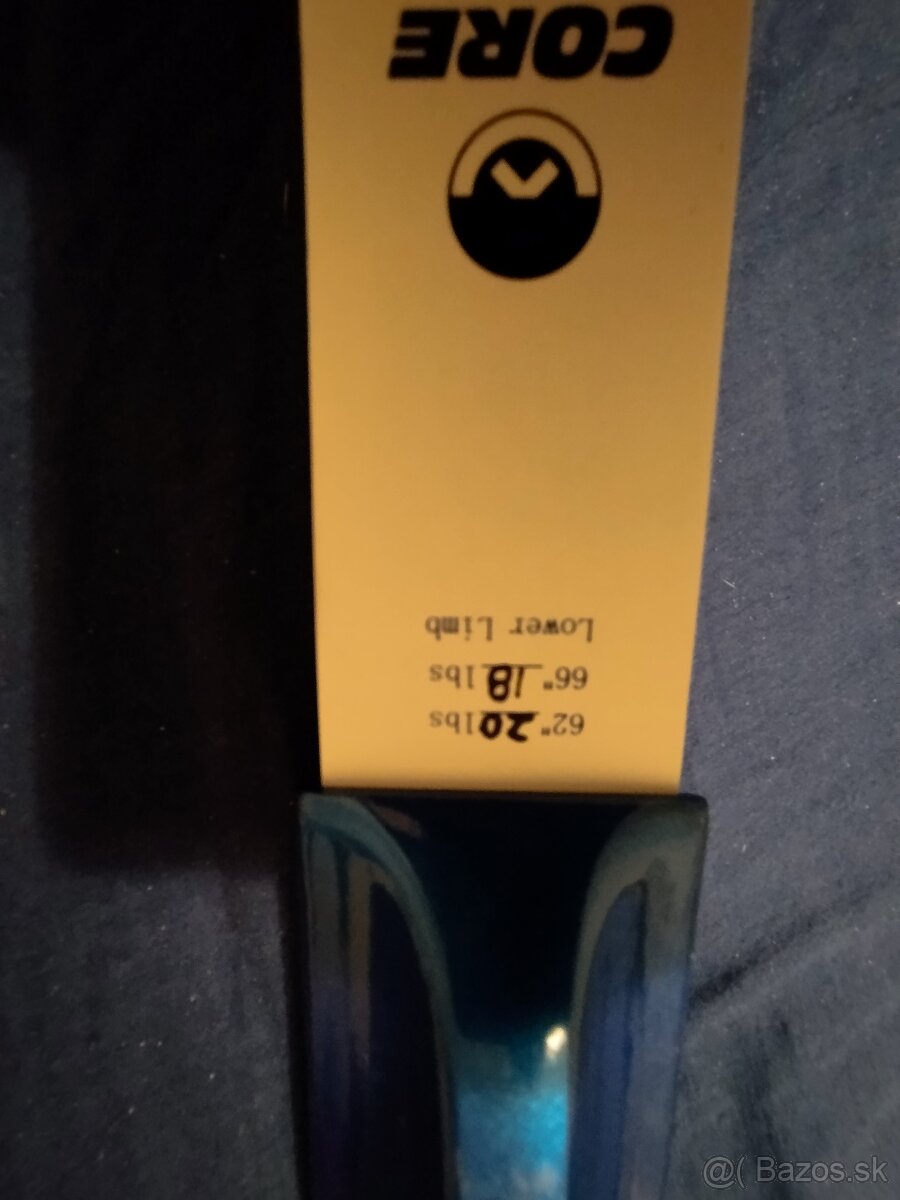 62" 20 lbs
66" 18 lbs
Lower Limb
CORE
@( Bazos.sk